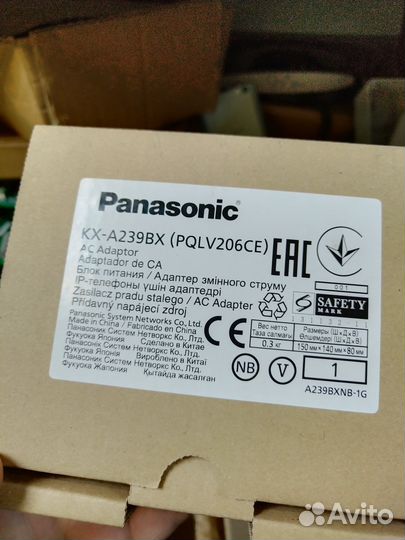 Panasonic
KX-A239BX (PQLV206CE)
AC Adaptor
Adaptador de CA
Блок питания / Адаптер змінного струму
IP-телефоны үшін адаптері
Zasilacz prądu stałego / AC Adapter
Přídavný napájecí zdroj
Panasonic System Networks Co., Ltd.
Made in China / Fabricado en China
Панасоник Систем Нетворкс Ко., Лтд.
Фукуока Япония Сделано в Китае
Панасонік Систем Нетворкс Ко., Лтд.
Фукуока Японія Вироблено в Китаї
Панасоник Систем Нетворкс Ко., Лтд.
Фукуока Жапония Қытайда жасалған
EAC
001
SAFETY
MARK
CE
Вес нетто
Таза салмағы
0.3 кг
Размеры (Ш х Д х В)
Өлшемдері (Ш х Д х В)
150 мм × 140 мм × 80 мм
NB
V
1
A239BXNB-1G
Avito